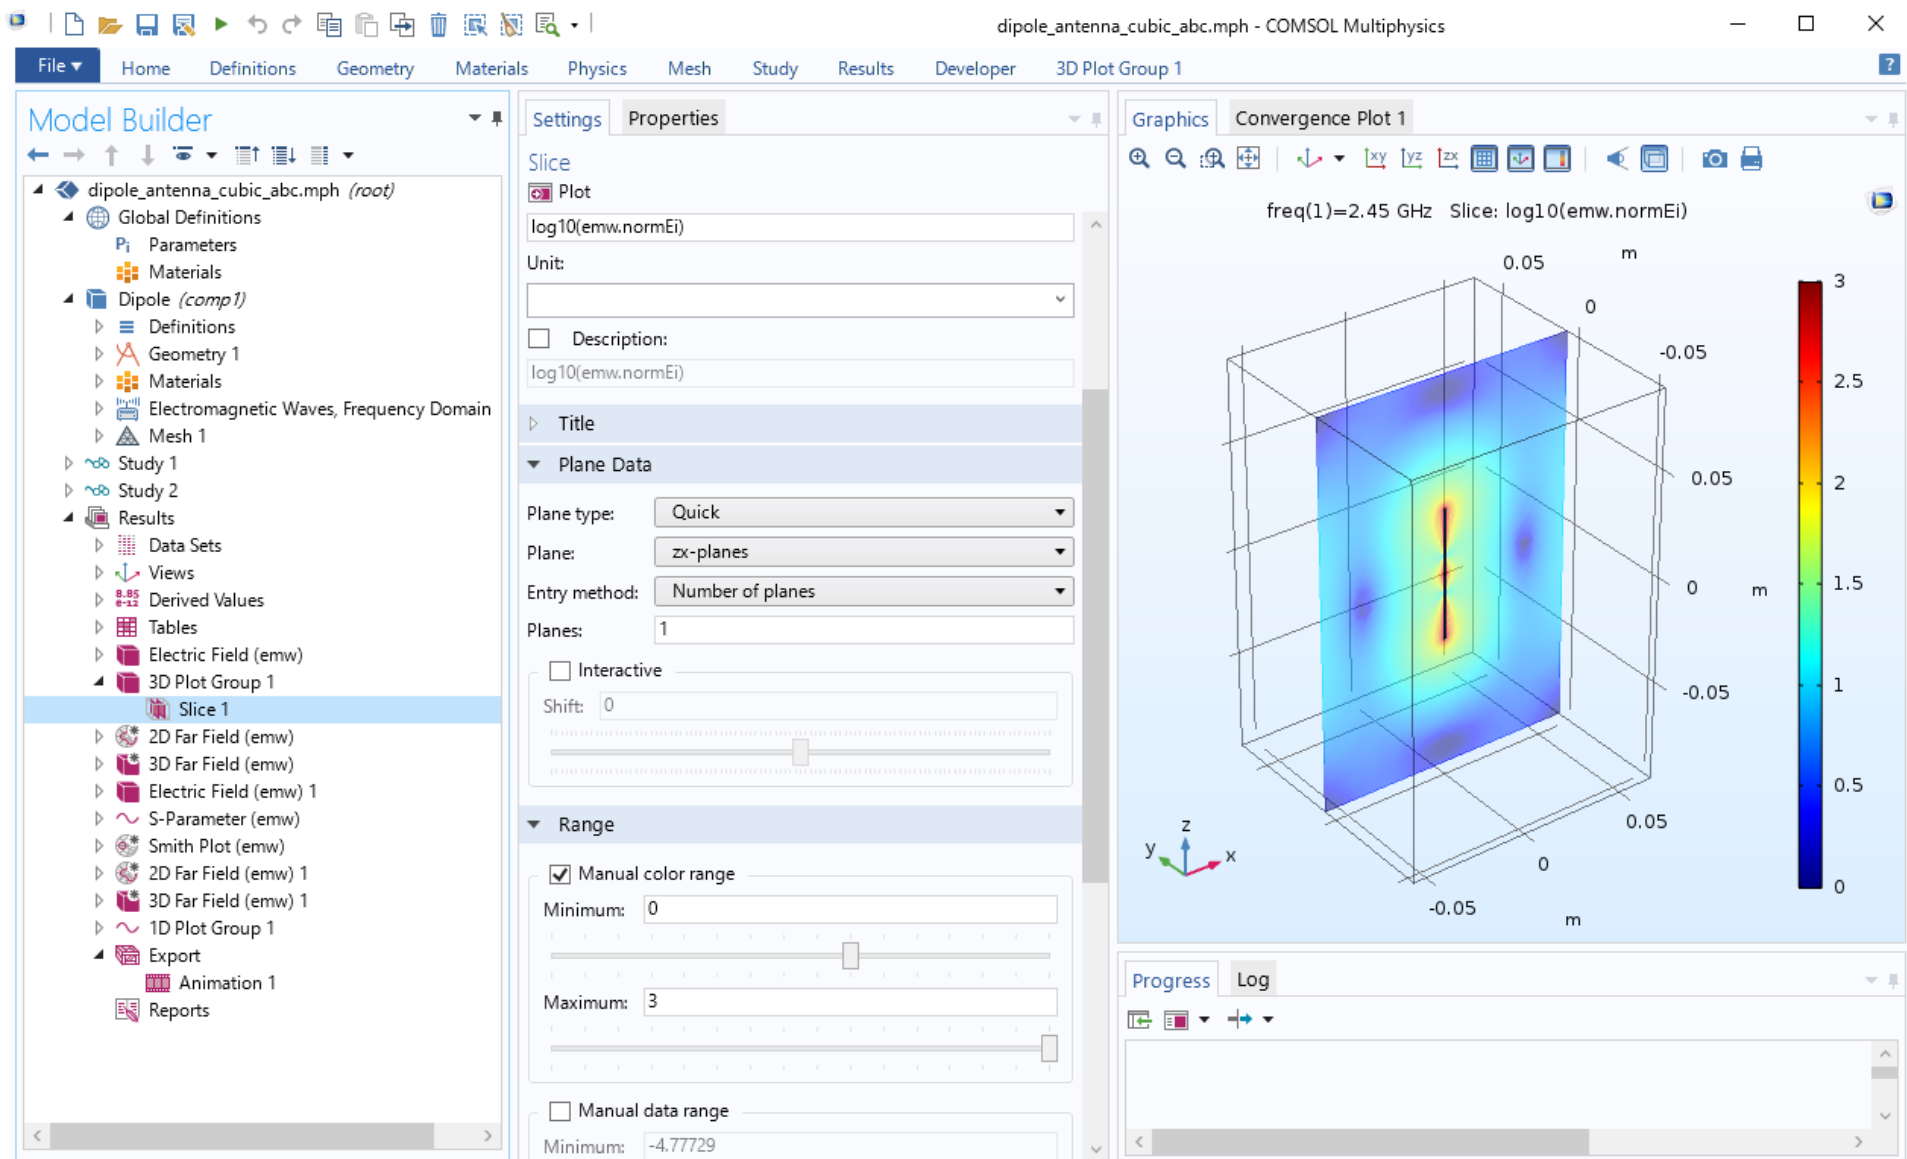 dipole_antenna_cubic_abc.mph - COMSOL Multiphysics
File Home Definitions Geometry Materials Physics Mesh Study Results Developer 3D Plot Group 1 ?
Model Builder
dipole_antenna_cubic_abc.mph (root)
Global Definitions
Pi Parameters
Materials
Dipole (comp1)
Definitions
Geometry 1
Materials
Electromagnetic Waves, Frequency Domain
Mesh 1
Study 1
Study 2
Results
Data Sets
Views
8.85 e-12 Derived Values
Tables
Electric Field (emw)
3D Plot Group 1
Slice 1
2D Far Field (emw)
3D Far Field (emw)
Electric Field (emw) 1
S-Parameter (emw)
Smith Plot (emw)
2D Far Field (emw) 1
3D Far Field (emw) 1
1D Plot Group 1
Export
Animation 1
Reports
Settings Properties
Slice
Plot
log10(emw.normEi)
Unit:
Description:
log10(emw.normEi)
Title
Plane Data
Plane type: Quick
Plane: zx-planes
Entry method: Number of planes
Planes: 1
Interactive
Shift: 0
Range
Manual color range
Minimum: 0
Maximum: 3
Manual data range
Minimum: -4.77729
Graphics Convergence Plot 1
xy yz zx
freq(1)=2.45 GHz Slice: log10(emw.normEi)
m
0.05
0
-0.05
0.05
0
m
-0.05
0.05
0
-0.05
m
z
y
x
3
2.5
2
1.5
1
0.5
0
Progress Log